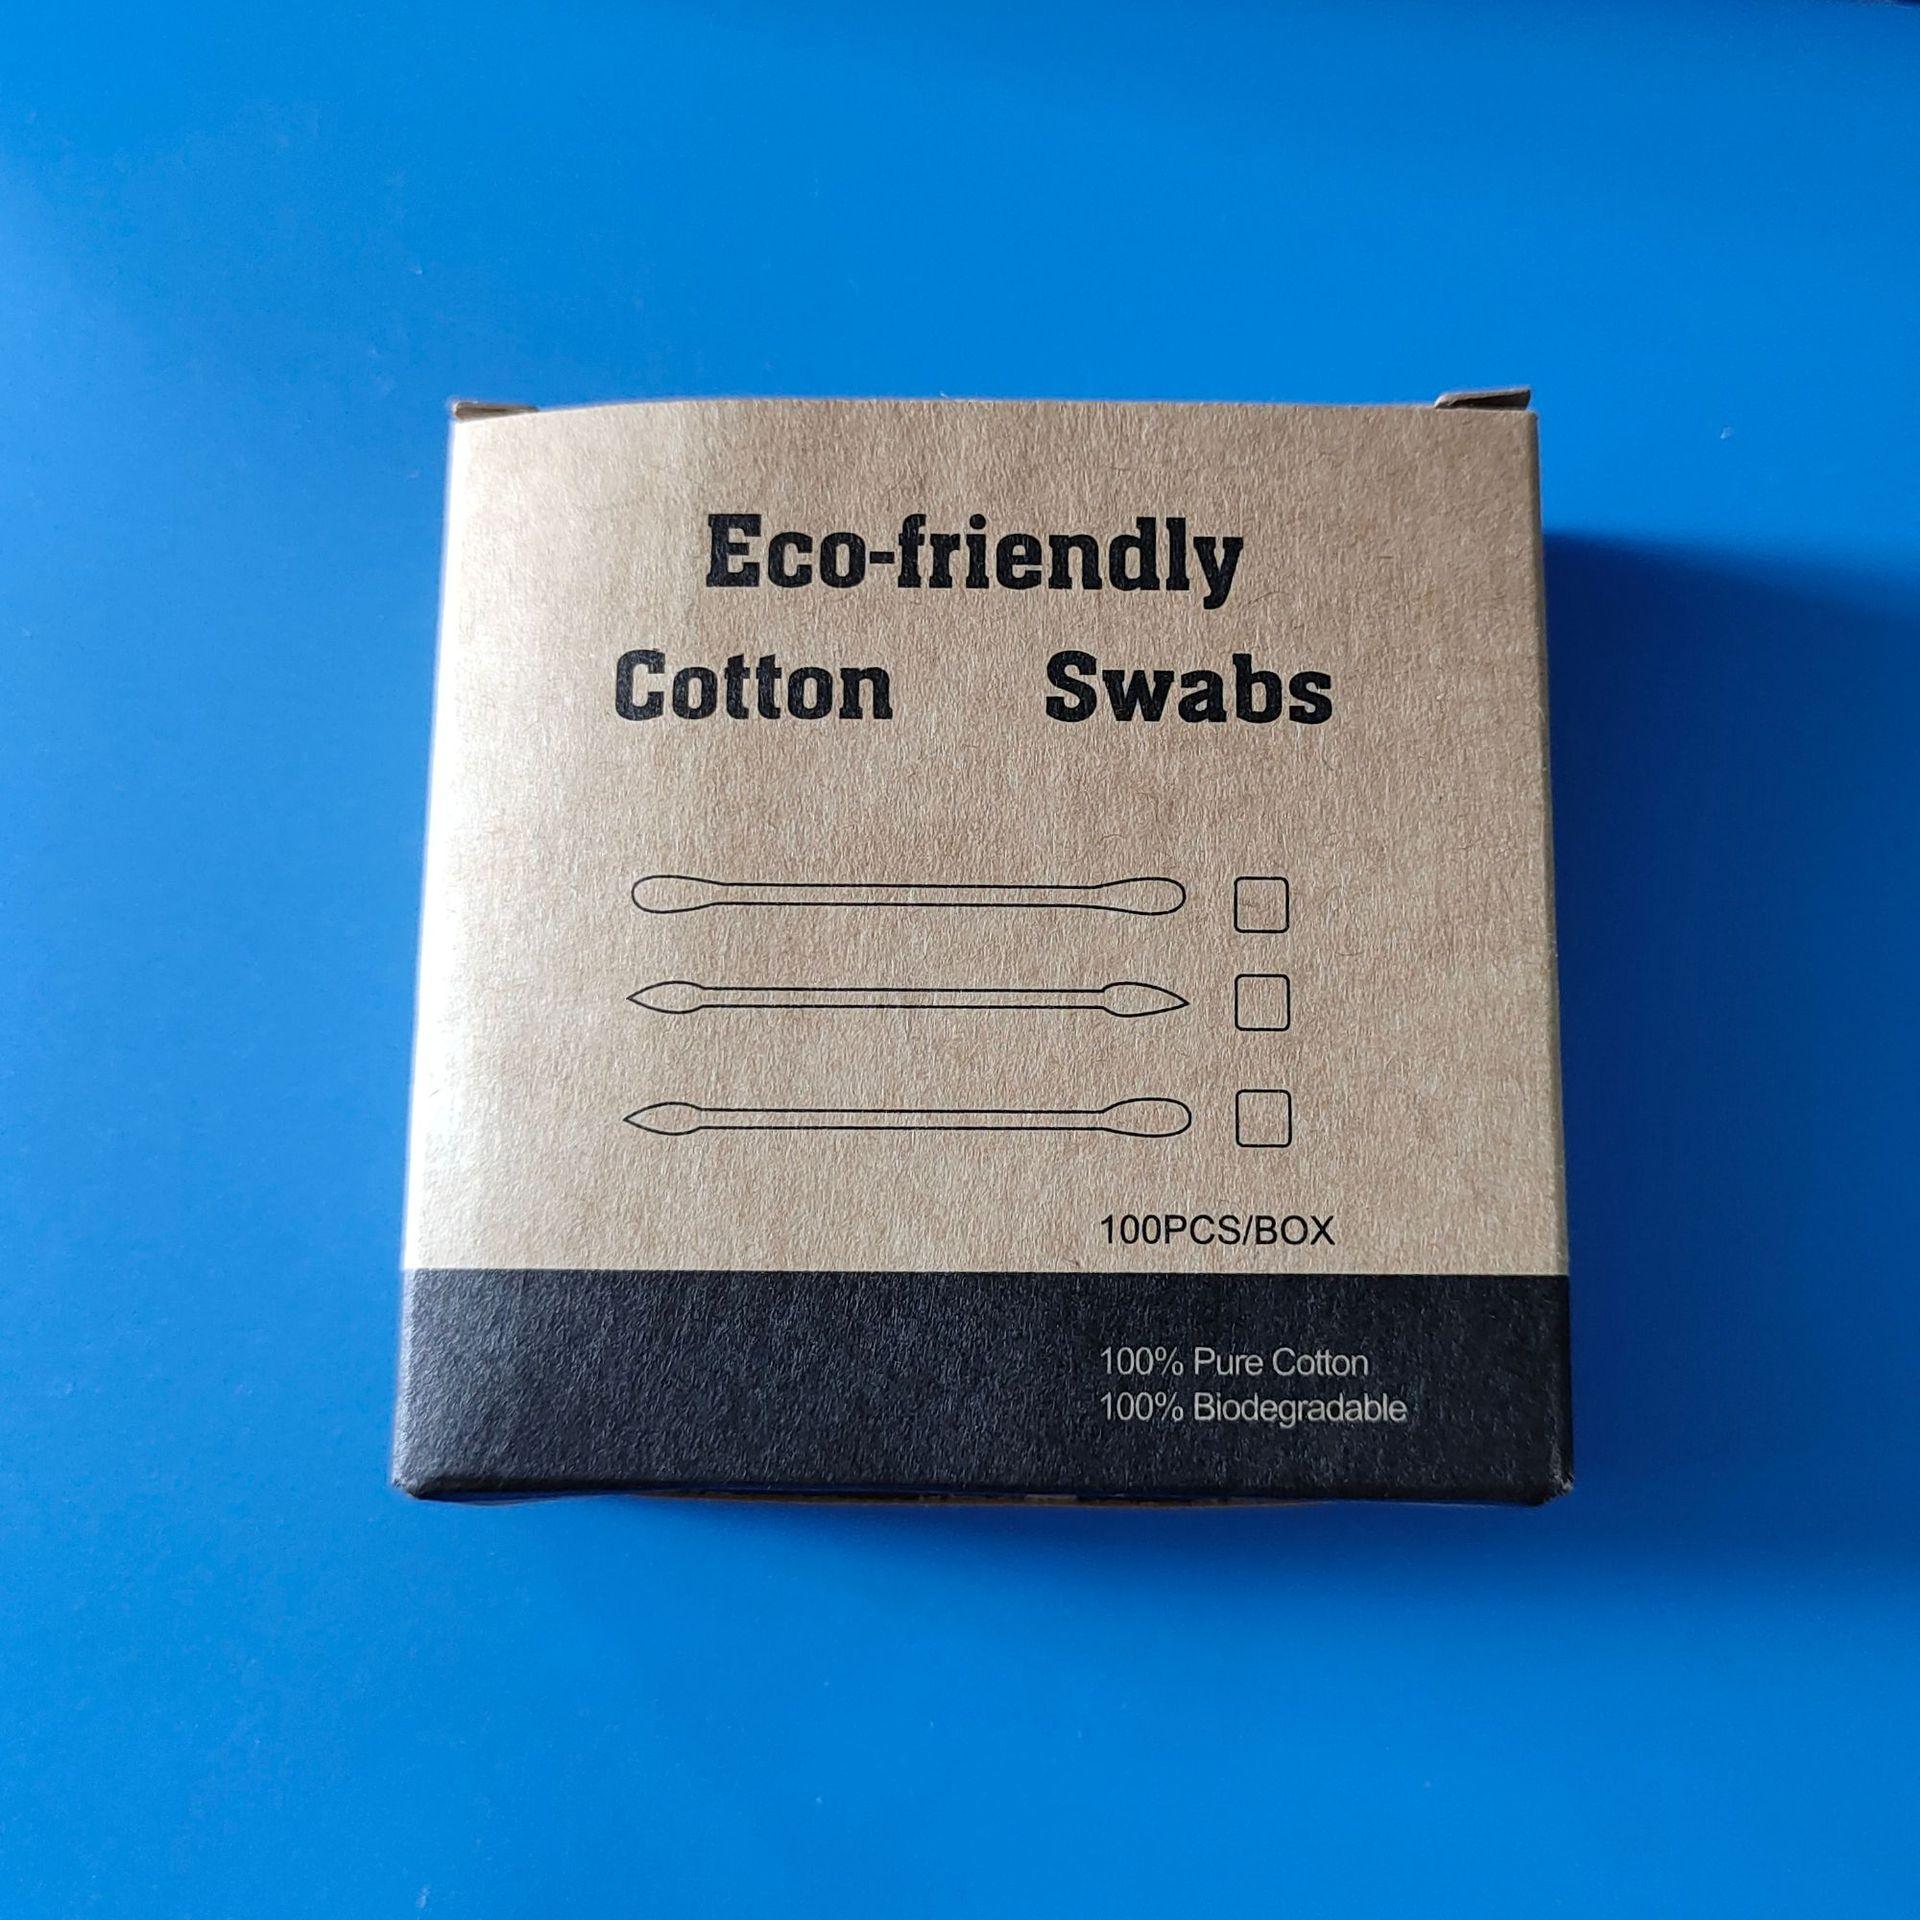 Eco-friendly
Cotton Swabs
100PCS/BOX
100% Pure Cotton
100% Biodegradable